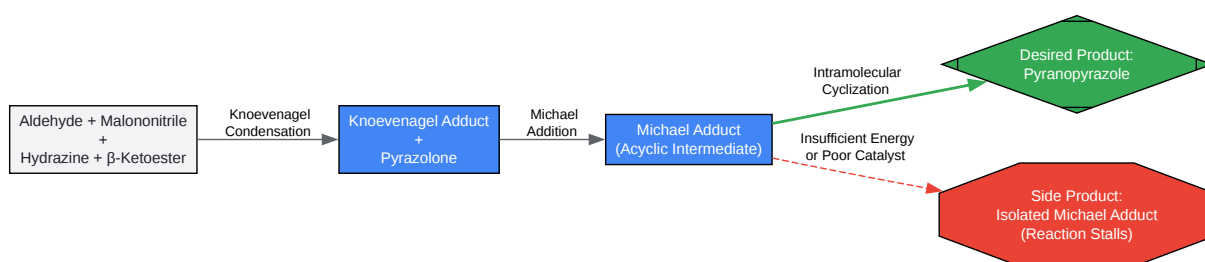 Aldehyde + Malononitrile
+
Hydrazine + β-Ketoester
Knoevenagel
Condensation
Knoevenagel Adduct
+
Pyrazolone
Michael
Addition
Michael Adduct
(Acyclic Intermediate)
Intramolecular
Cyclization
Insufficient Energy
or Poor Catalyst
Desired Product:
Pyranopyrazole
Side Product:
Isolated Michael Adduct
(Reaction Stalls)